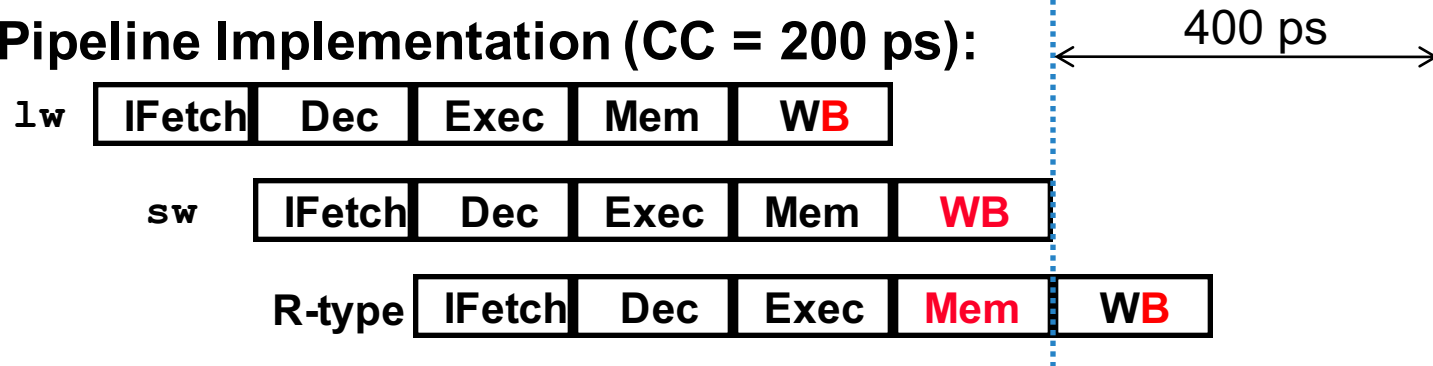 Pipeline Implementation (CC = 200 ps):
400 ps
lw IFetch Dec Exec Mem WB
sw IFetch Dec Exec Mem WB
R-type IFetch Dec Exec Mem WB